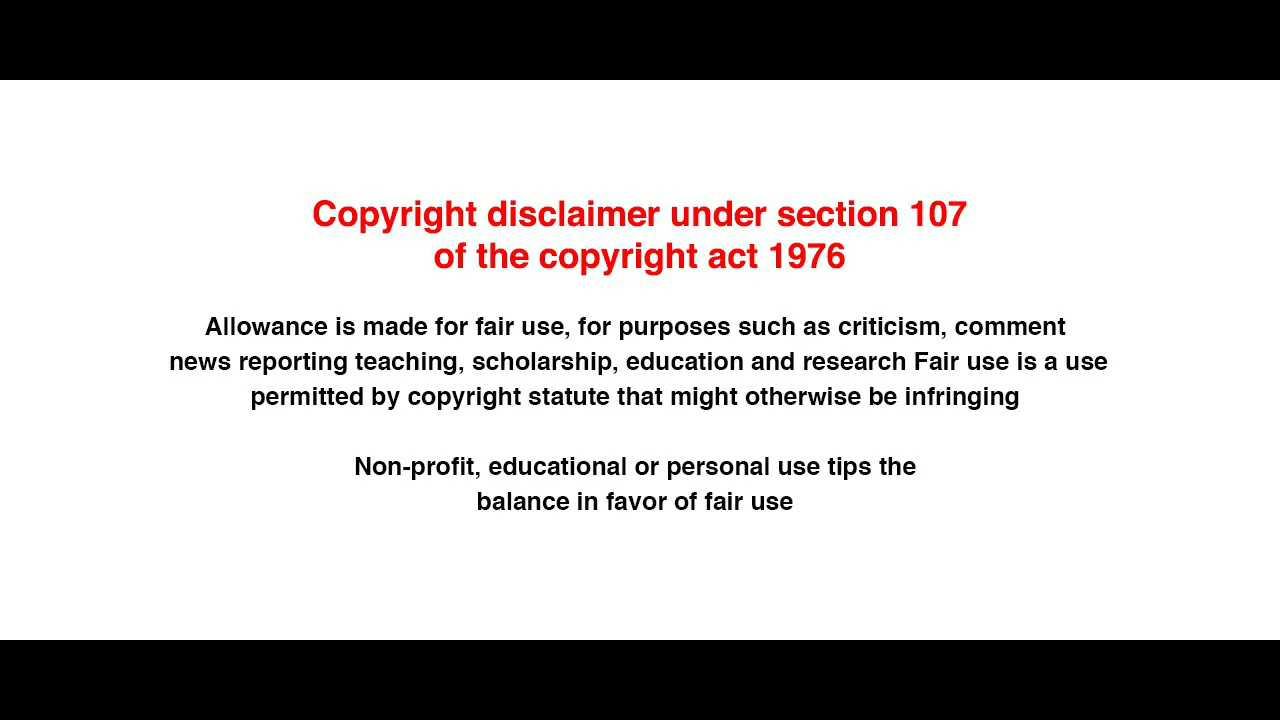 Copyright disclaimer under section 107
of the copyright act 1976
Allowance is made for fair use, for purposes such as criticism, comment
news reporting teaching, scholarship, education and research Fair use is a use
permitted by copyright statute that might otherwise be infringing
Non-profit, educational or personal use tips the
balance in favor of fair use